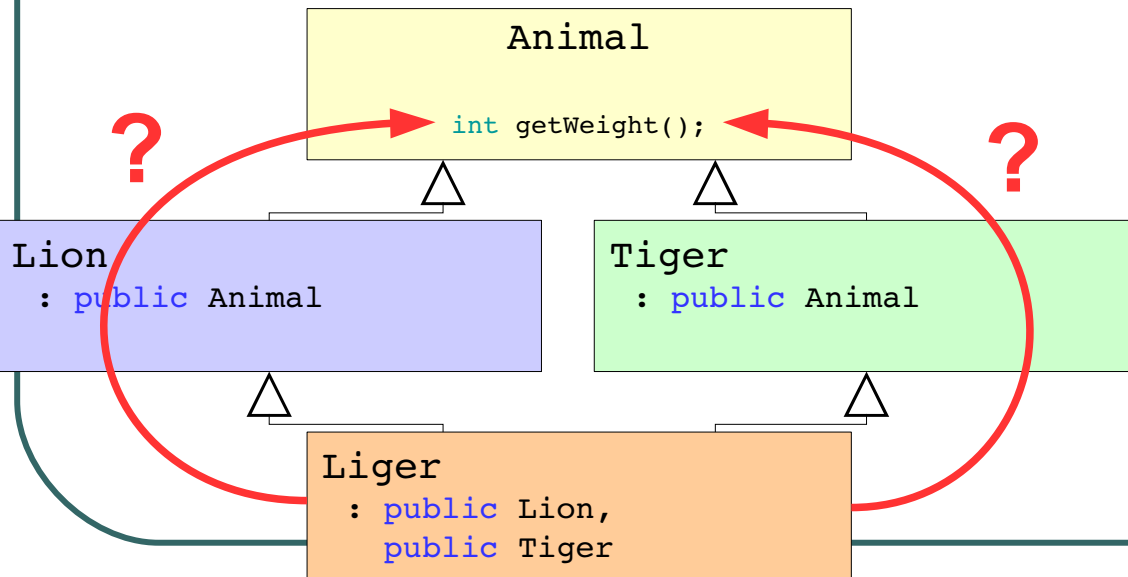 Animal
int getWeight();
?
?
Lion
: public Animal
Tiger
: public Animal
Liger
: public Lion,
public Tiger